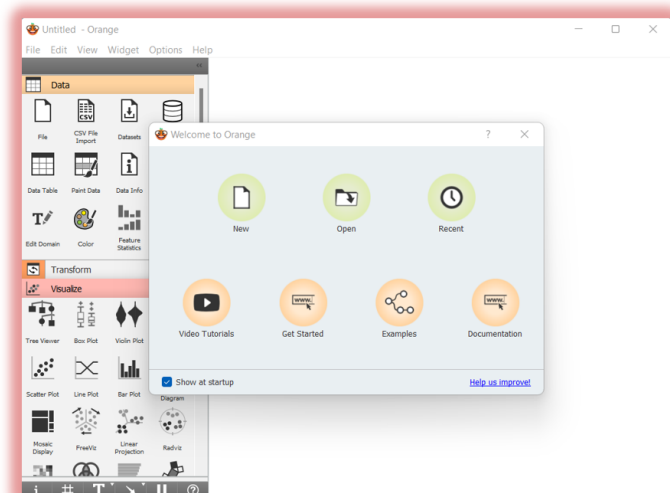 Untitled - Orange
File Edit View Widget Options Help
Data
File
CSV File Import
Datasets
Data Table
Paint Data
Data Info
Edit Domain
Color
Feature Statistics
Transform
Visualize
Tree Viewer
Box Plot
Violin Plot
Scatter Plot
Line Plot
Bar Plot
Diagram
Mosaic Display
FreeViz
Linear Projection
Radviz
Welcome to Orange
New
Open
Recent
Video Tutorials
Get Started
Examples
Documentation
Show at startup
Help us improve!